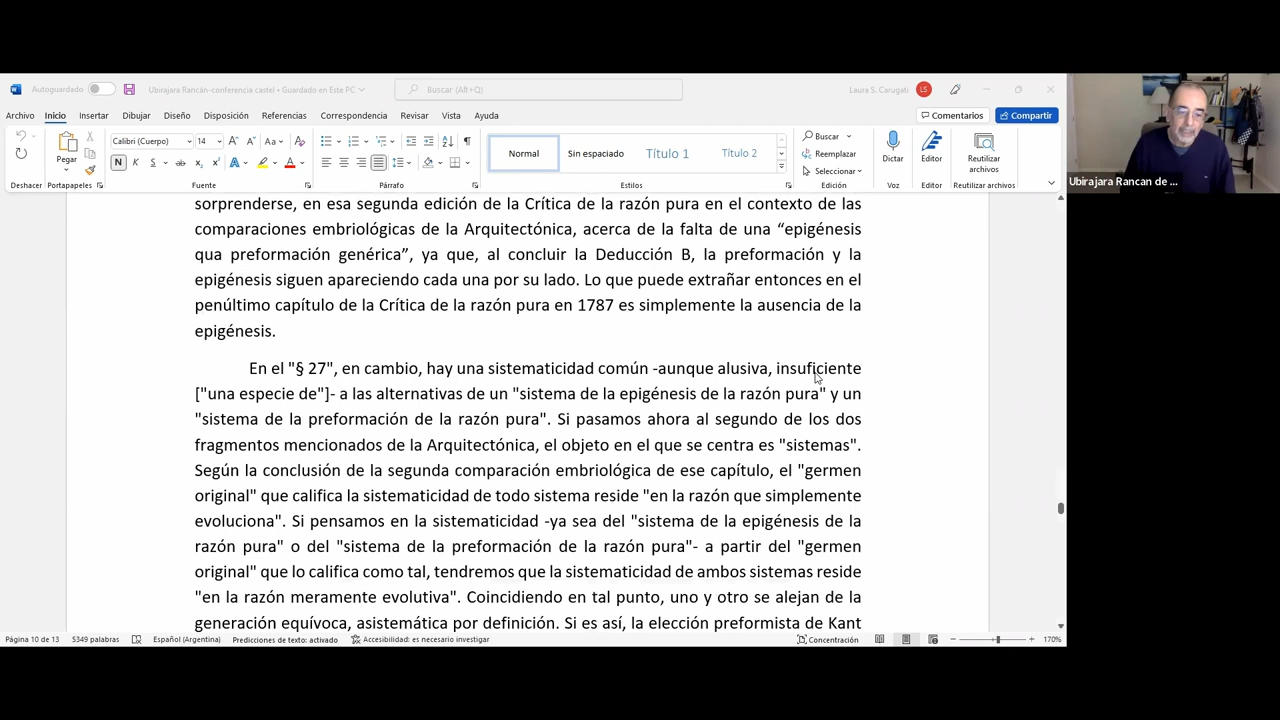 Autoguardado
Ubirajara Rancán-conferencia castel • Guardado en Este PC
Buscar (Alt+Q)
Laura S. Carugati
LS
Archivo Inicio Insertar Dibujar Diseño Disposición Referencias Correspondencia Revisar Vista Ayuda
Comentarios
Compartir
Pegar
Calibri (Cuerpo) 14
Normal
Sin espaciado
Título 1
Título 2
Buscar
Reemplazar
Seleccionar
Dictar
Editor
Reutilizar
archivos
Deshacer Portapapeles Fuente Párrafo Estilos Edición Voz Editor Reutilizar archivos
Ubirajara Rancan de ...
sorprenderse, en esa segunda edición de la Crítica de la razón pura en el contexto de las
comparaciones embriológicas de la Arquitectónica, acerca de la falta de una “epigénesis
qua preformación genérica”, ya que, al concluir la Deducción B, la preformación y la
epigénesis siguen apareciendo cada una por su lado. Lo que puede extrañar entonces en el
penúltimo capítulo de la Crítica de la razón pura en 1787 es simplemente la ausencia de la
epigénesis.
En el "§ 27", en cambio, hay una sistematicidad común -aunque alusiva, insuficiente
["una especie de"]- a las alternativas de un "sistema de la epigénesis de la razón pura" y un
"sistema de la preformación de la razón pura". Si pasamos ahora al segundo de los dos
fragmentos mencionados de la Arquitectónica, el objeto en el que se centra es "sistemas".
Según la conclusión de la segunda comparación embriológica de ese capítulo, el "germen
original" que califica la sistematicidad de todo sistema reside "en la razón que simplemente
evoluciona". Si pensamos en la sistematicidad -ya sea del "sistema de la epigénesis de la
razón pura" o del "sistema de la preformación de la razón pura"- a partir del "germen
original" que lo califica como tal, tendremos que la sistematicidad de ambos sistemas reside
"en la razón meramente evolutiva". Coincidiendo en tal punto, uno y otro se alejan de la
generación equívoca, asistemática por definición. Si es así, la elección preformista de Kant
Página 10 de 13 5349 palabras Español (Argentina) Predicciones de texto: activado Accesibilidad: es necesario investigar Concentración 170%